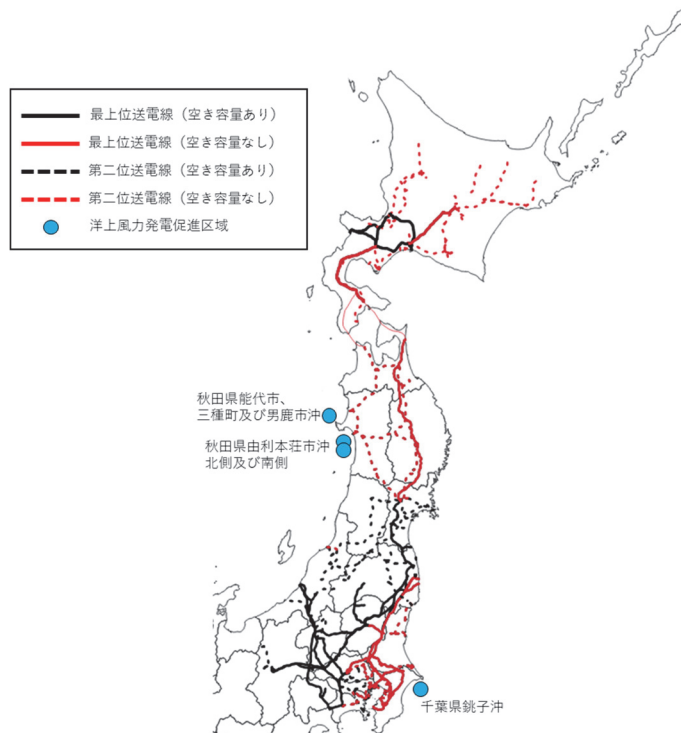 最上位送電線（空き容量あり）
最上位送電線（空き容量なし）
第二位送電線（空き容量あり）
第二位送電線（空き容量なし）
洋上風力発電促進区域
秋田県能代市、
三種町及び男鹿市沖
秋田県由利本荘市沖
北側及び南側
千葉県銚子沖